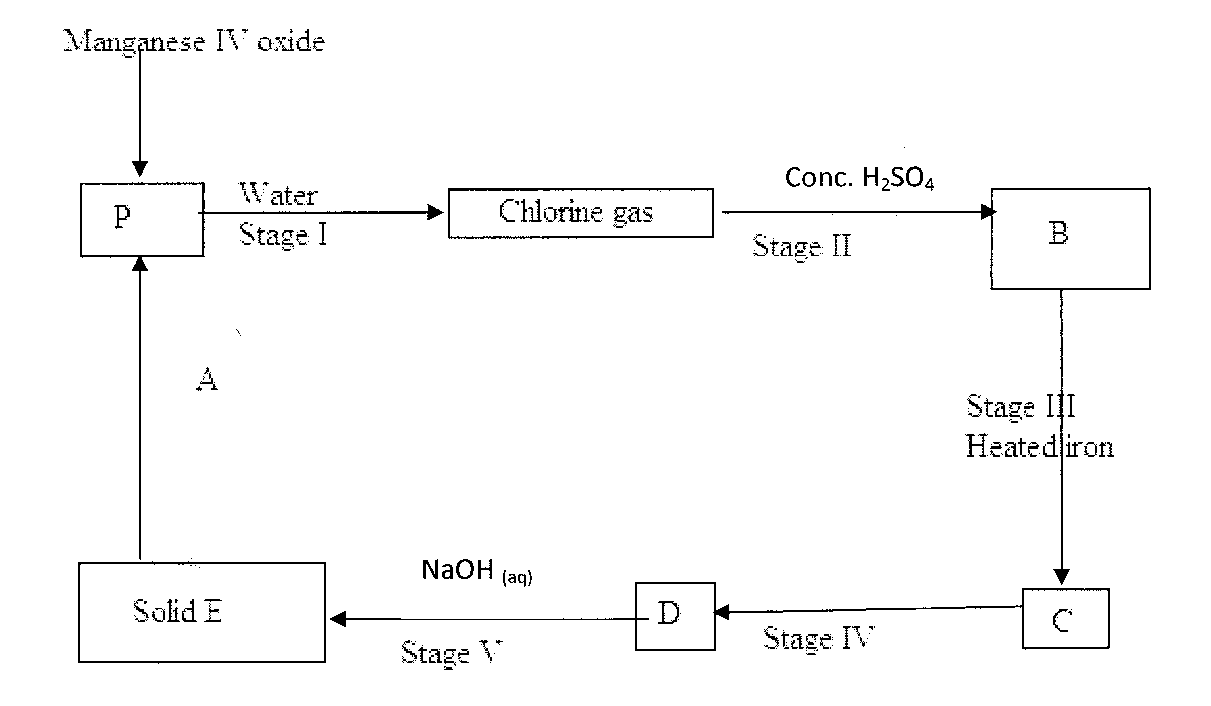 Manganese IV oxide
Conc. H₂SO₄
P
Water
Stage I
Chlorine gas
Stage II
B
A
Stage III
Heated iron
Solid E
NaOH (aq)
Stage V
D
Stage IV
C